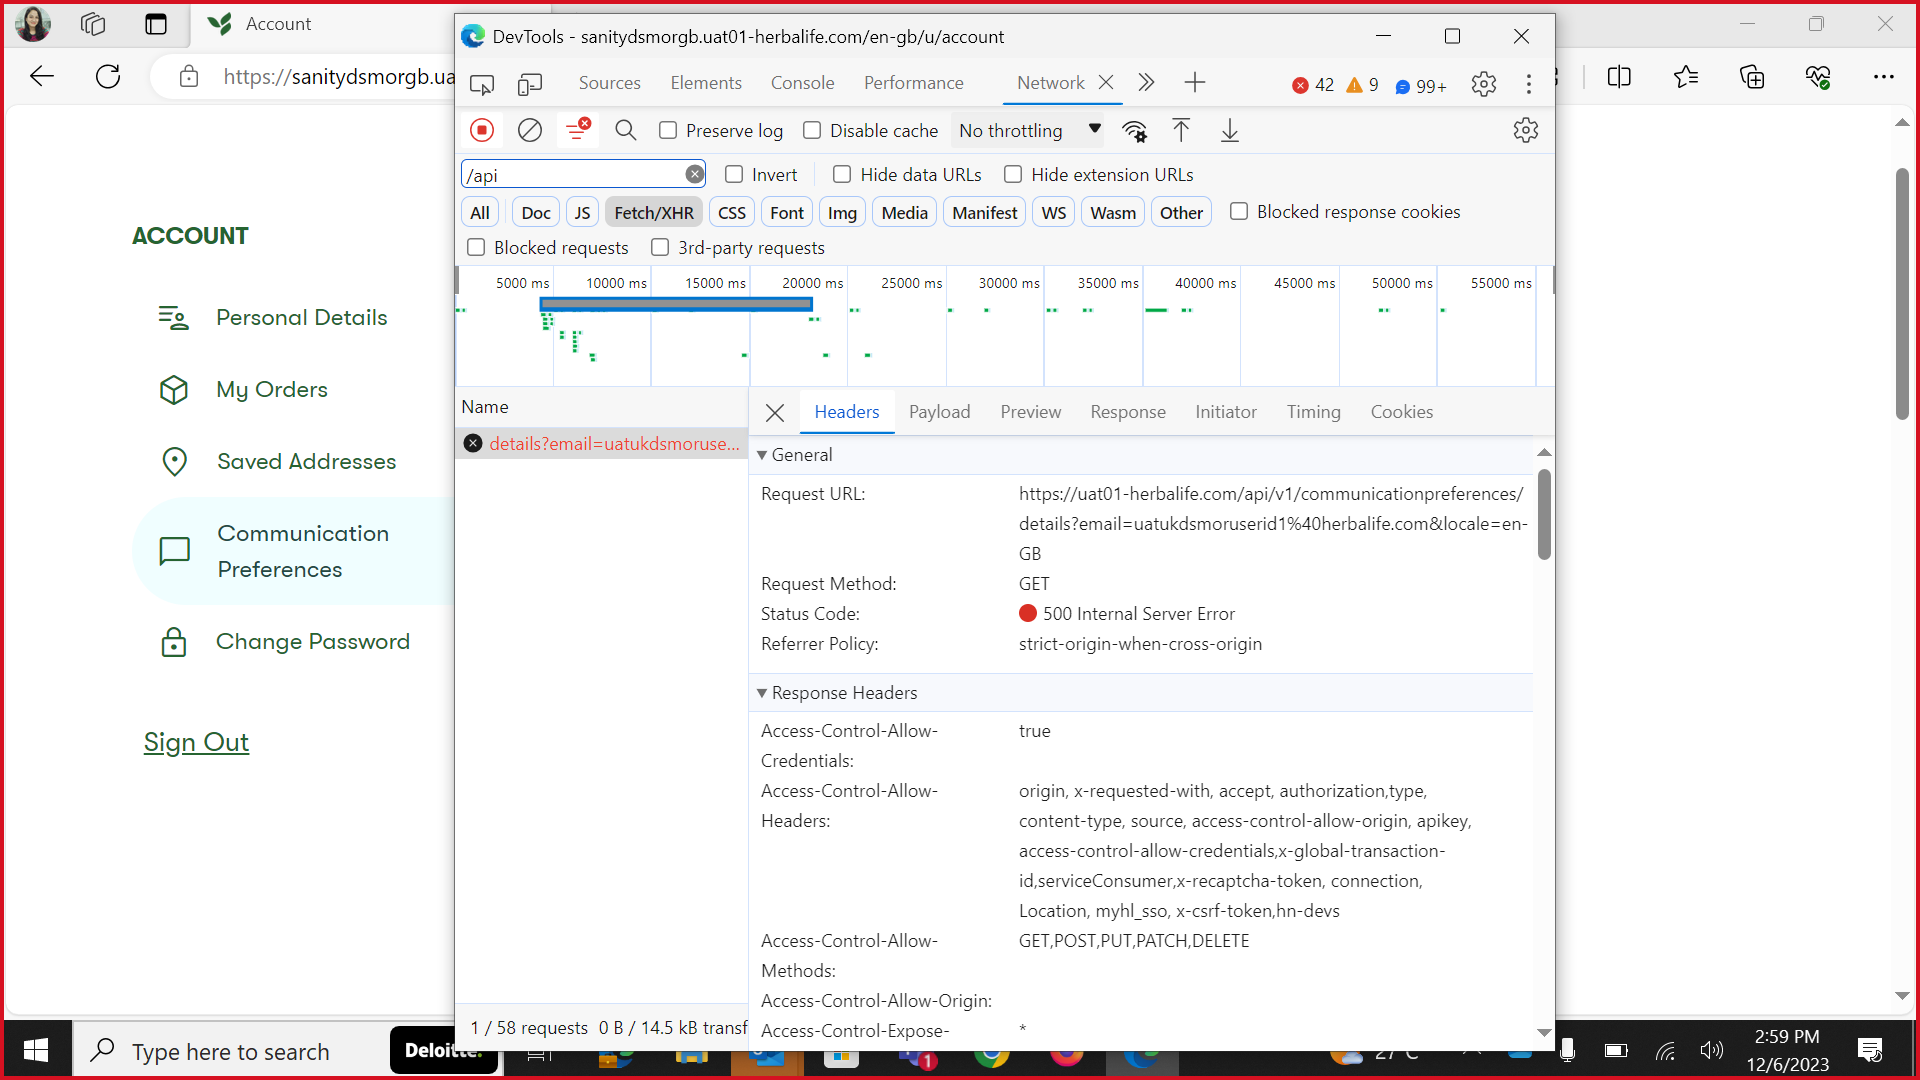 Account
https://sanitydsmorgb.ua
ACCOUNT
Personal Details
My Orders
Saved Addresses
Communication
Preferences
Change Password
Sign Out
DevTools - sanitydsmorgb.uat01-herbalife.com/en-gb/u/account
Sources Elements Console Performance Network 42 9 99+
Preserve log Disable cache No throttling
/api Invert Hide data URLs Hide extension URLs
All Doc JS Fetch/XHR CSS Font Img Media Manifest WS Wasm Other Blocked response cookies
Blocked requests 3rd-party requests
5000 ms 10000 ms 15000 ms 20000 ms 25000 ms 30000 ms 35000 ms 40000 ms 45000 ms 50000 ms 55000 ms
Name
details?email=uatukdsmoruse...
1 / 58 requests 0 B / 14.5 kB transf
Headers Payload Preview Response Initiator Timing Cookies
General
Request URL: https://uat01-herbalife.com/api/v1/communicationpreferences/
details?email=uatukdsmoruserid1%40herbalife.com&locale=en-
GB
Request Method: GET
Status Code: 500 Internal Server Error
Referrer Policy: strict-origin-when-cross-origin
Response Headers
Access-Control-Allow- true
Credentials:
Access-Control-Allow- origin, x-requested-with, accept, authorization,type,
Headers: content-type, source, access-control-allow-origin, apikey,
access-control-allow-credentials,x-global-transaction-
id,serviceConsumer,x-recaptcha-token, connection,
Location, myhl_sso, x-csrf-token,hn-devs
Access-Control-Allow- GET,POST,PUT,PATCH,DELETE
Methods:
Access-Control-Allow-Origin:
Access-Control-Expose- *
Type here to search
Deloitte.
1
27°C
2:59 PM
12/6/2023